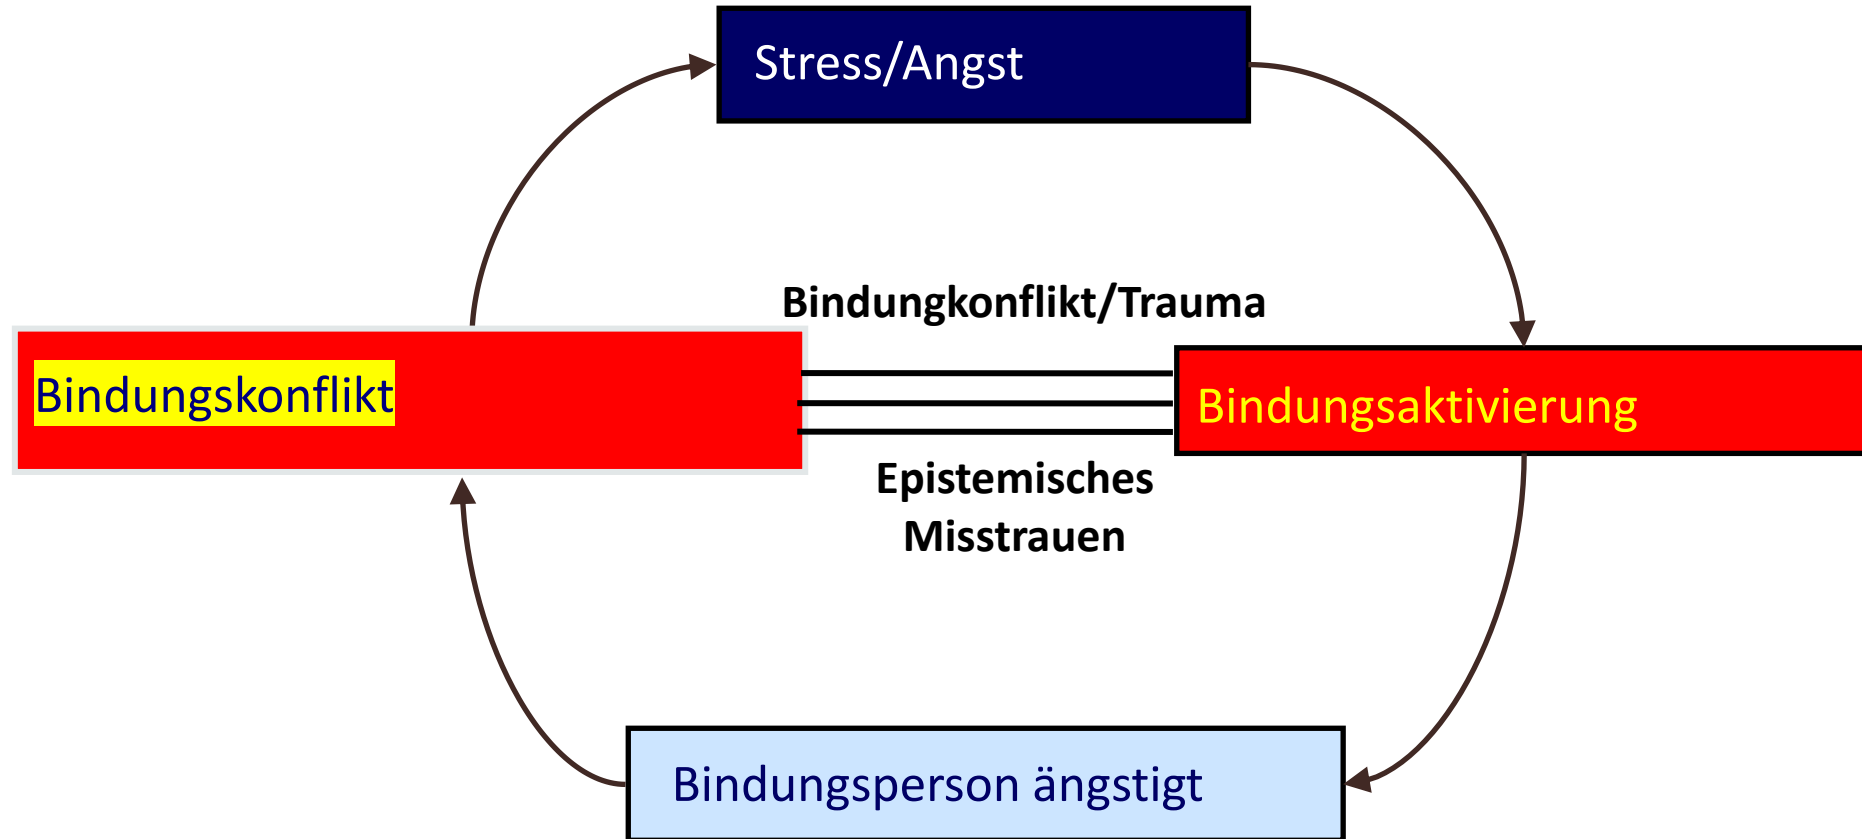 Stress/Angst
Bindungkonflikt/Trauma
Bindungskonflikt
Bindungsaktivierung
Epistemisches
Misstrauen
Bindungsperson ängstigt